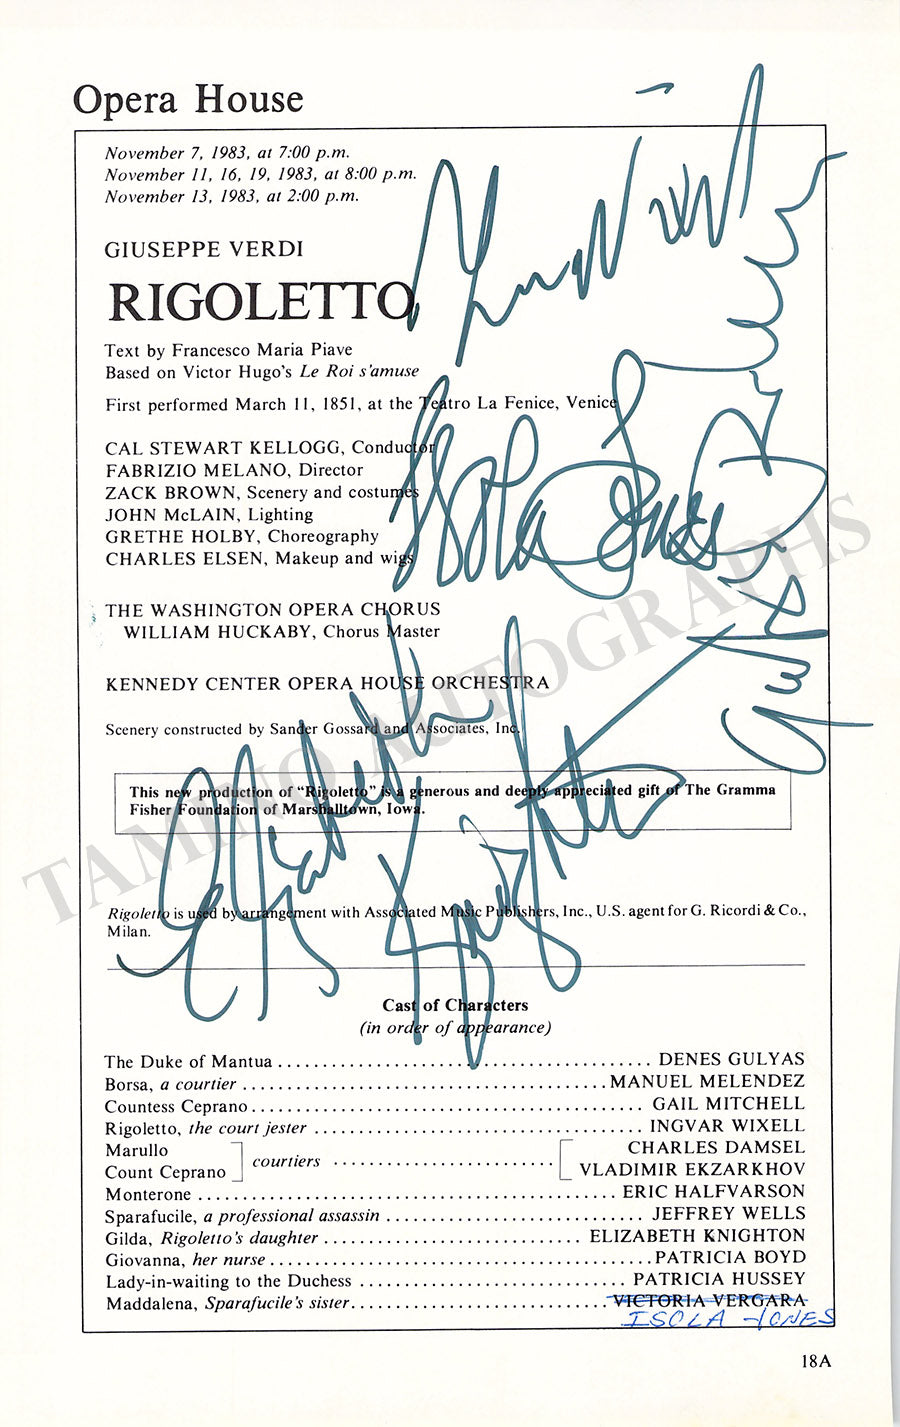 Opera House
November 7, 1983, at 7:00 p.m.
November 11, 16, 19, 1983, at 8:00 p.m.
November 13, 1983, at 2:00 p.m.
GIUSEPPE VERDI
RIGOLETTO
Text by Francesco Maria Piave
Based on Victor Hugo's Le Roi s'amuse
First performed March 11, 1851, at the Teatro La Fenice, Venice
CAL STEWART KELLOGG, Conductor
FABRIZIO MELANO, Director
ZACK BROWN, Scenery and costumes
JOHN McLAIN, Lighting
GRETHE HOLBY, Choreography
CHARLES ELSEN, Makeup and wigs
THE WASHINGTON OPERA CHORUS
WILLIAM HUCKABY, Chorus Master
KENNEDY CENTER OPERA HOUSE ORCHESTRA
Scenery constructed by Sander Gossard and Associates, Inc.
This new production of "Rigoletto" is a generous and deeply appreciated gift of The Gramma
Fisher Foundation of Marshalltown, Iowa.
Rigoletto is used by arrangement with Associated Music Publishers, Inc., U.S. agent for G. Ricordi & Co.,
Milan.
Cast of Characters
(in order of appearance)
The Duke of Mantua ........ DENES GULYAS
Borsa, a courtier ........ MANUEL MELENDEZ
Countess Ceprano ........ GAIL MITCHELL
Rigoletto, the court jester ........ INGVAR WIXELL
Marullo ] courtiers ........ [ CHARLES DAMSEL
Count Ceprano ] [ VLADIMIR EKZARKHOV
Monterone ........ ERIC HALFVARSON
Sparafucile, a professional assassin ........ JEFFREY WELLS
Gilda, Rigoletto's daughter ........ ELIZABETH KNIGHTON
Giovanna, her nurse ........ PATRICIA BOYD
Lady-in-waiting to the Duchess ........ PATRICIA HUSSEY
Maddalena, Sparafucile's sister ........ VICTORIA VERGARA
ISOLA JONES
18A
Isola Jones
Elizabeth Knighton
TAMINO AUTOGRAPHS